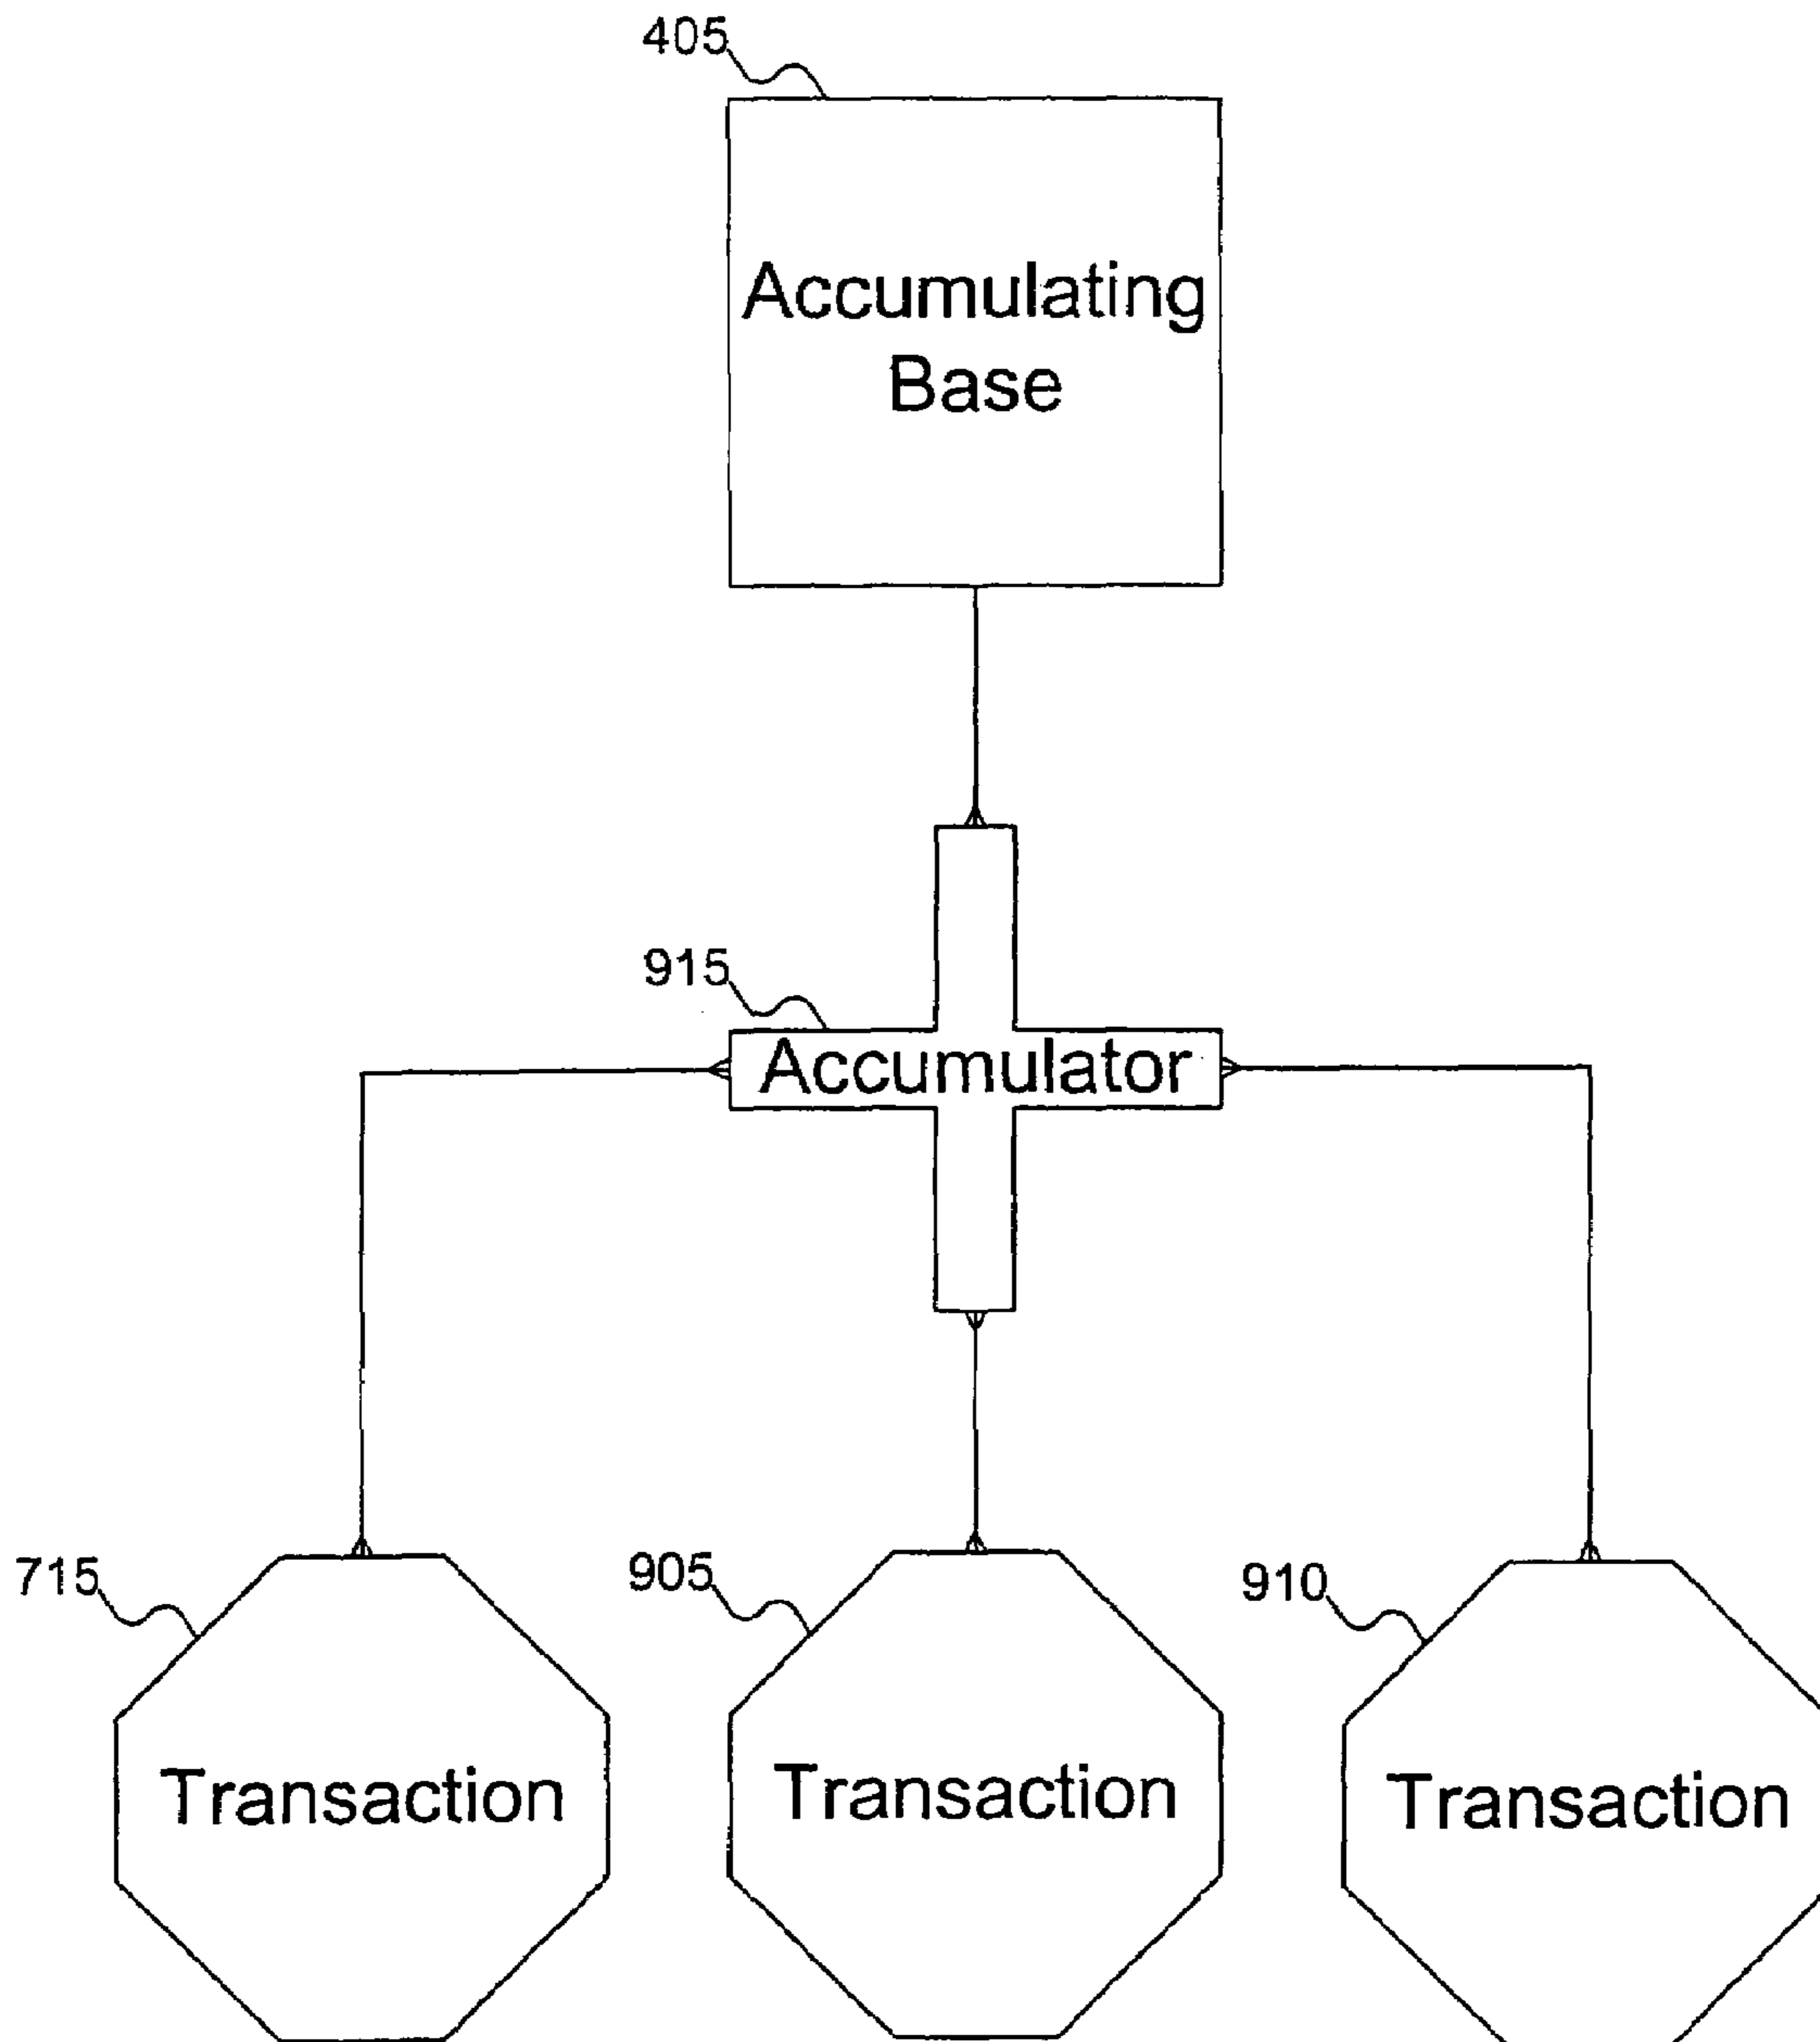 405
Accumulating
Base
915
Accumulator
715
905
910
Transaction
Transaction
Transaction